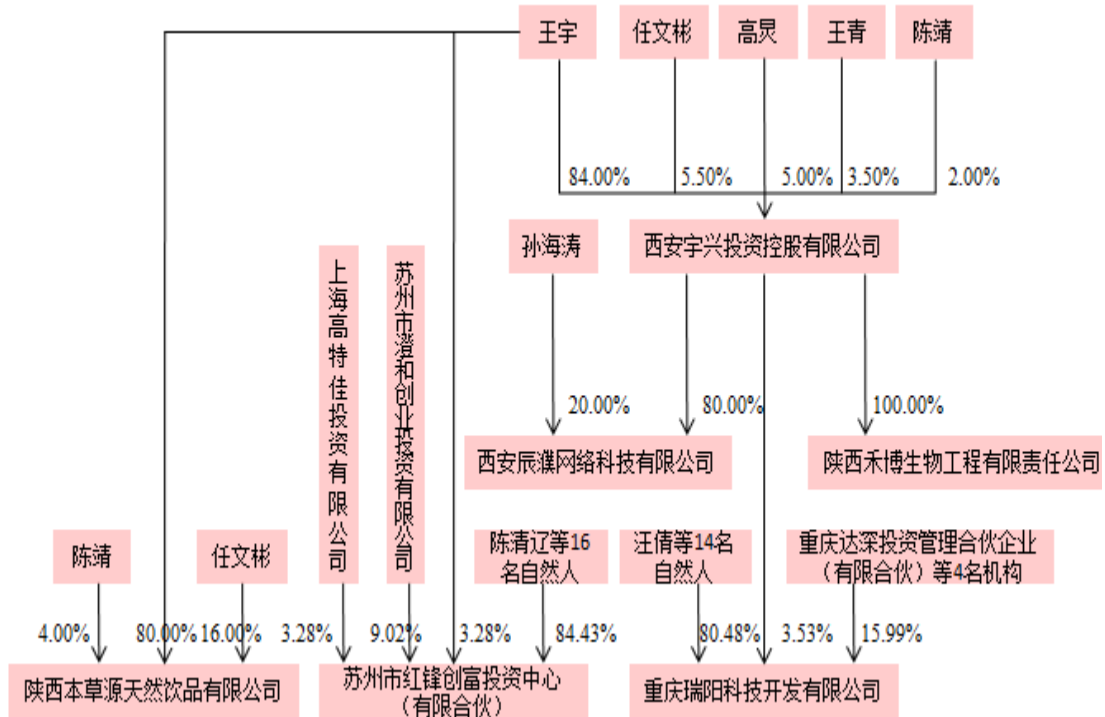 王宇
任文彬
高炅
王青
陈靖
84.00%
5.50%
5.00%
3.50%
2.00%
孙海涛
西安宇兴投资控股有限公司
上海高特佳投资有限公司
苏州市澄和创业投资有限公司
20.00%
80.00%
100.00%
西安辰濮网络科技有限公司
陕西禾博生物工程有限责任公司
陈靖
任文彬
陈清辽等16
名自然人
汪倩等14名
自然人
重庆达深投资管理合伙企业
（有限合伙）等4名机构
4.00%
80.00%
16.00%
3.28%
9.02%
3.28%
84.43%
80.48%
3.53%
15.99%
陕西本草源天然饮品有限公司
苏州市红锋创富投资中心
（有限合伙）
重庆瑞阳科技开发有限公司